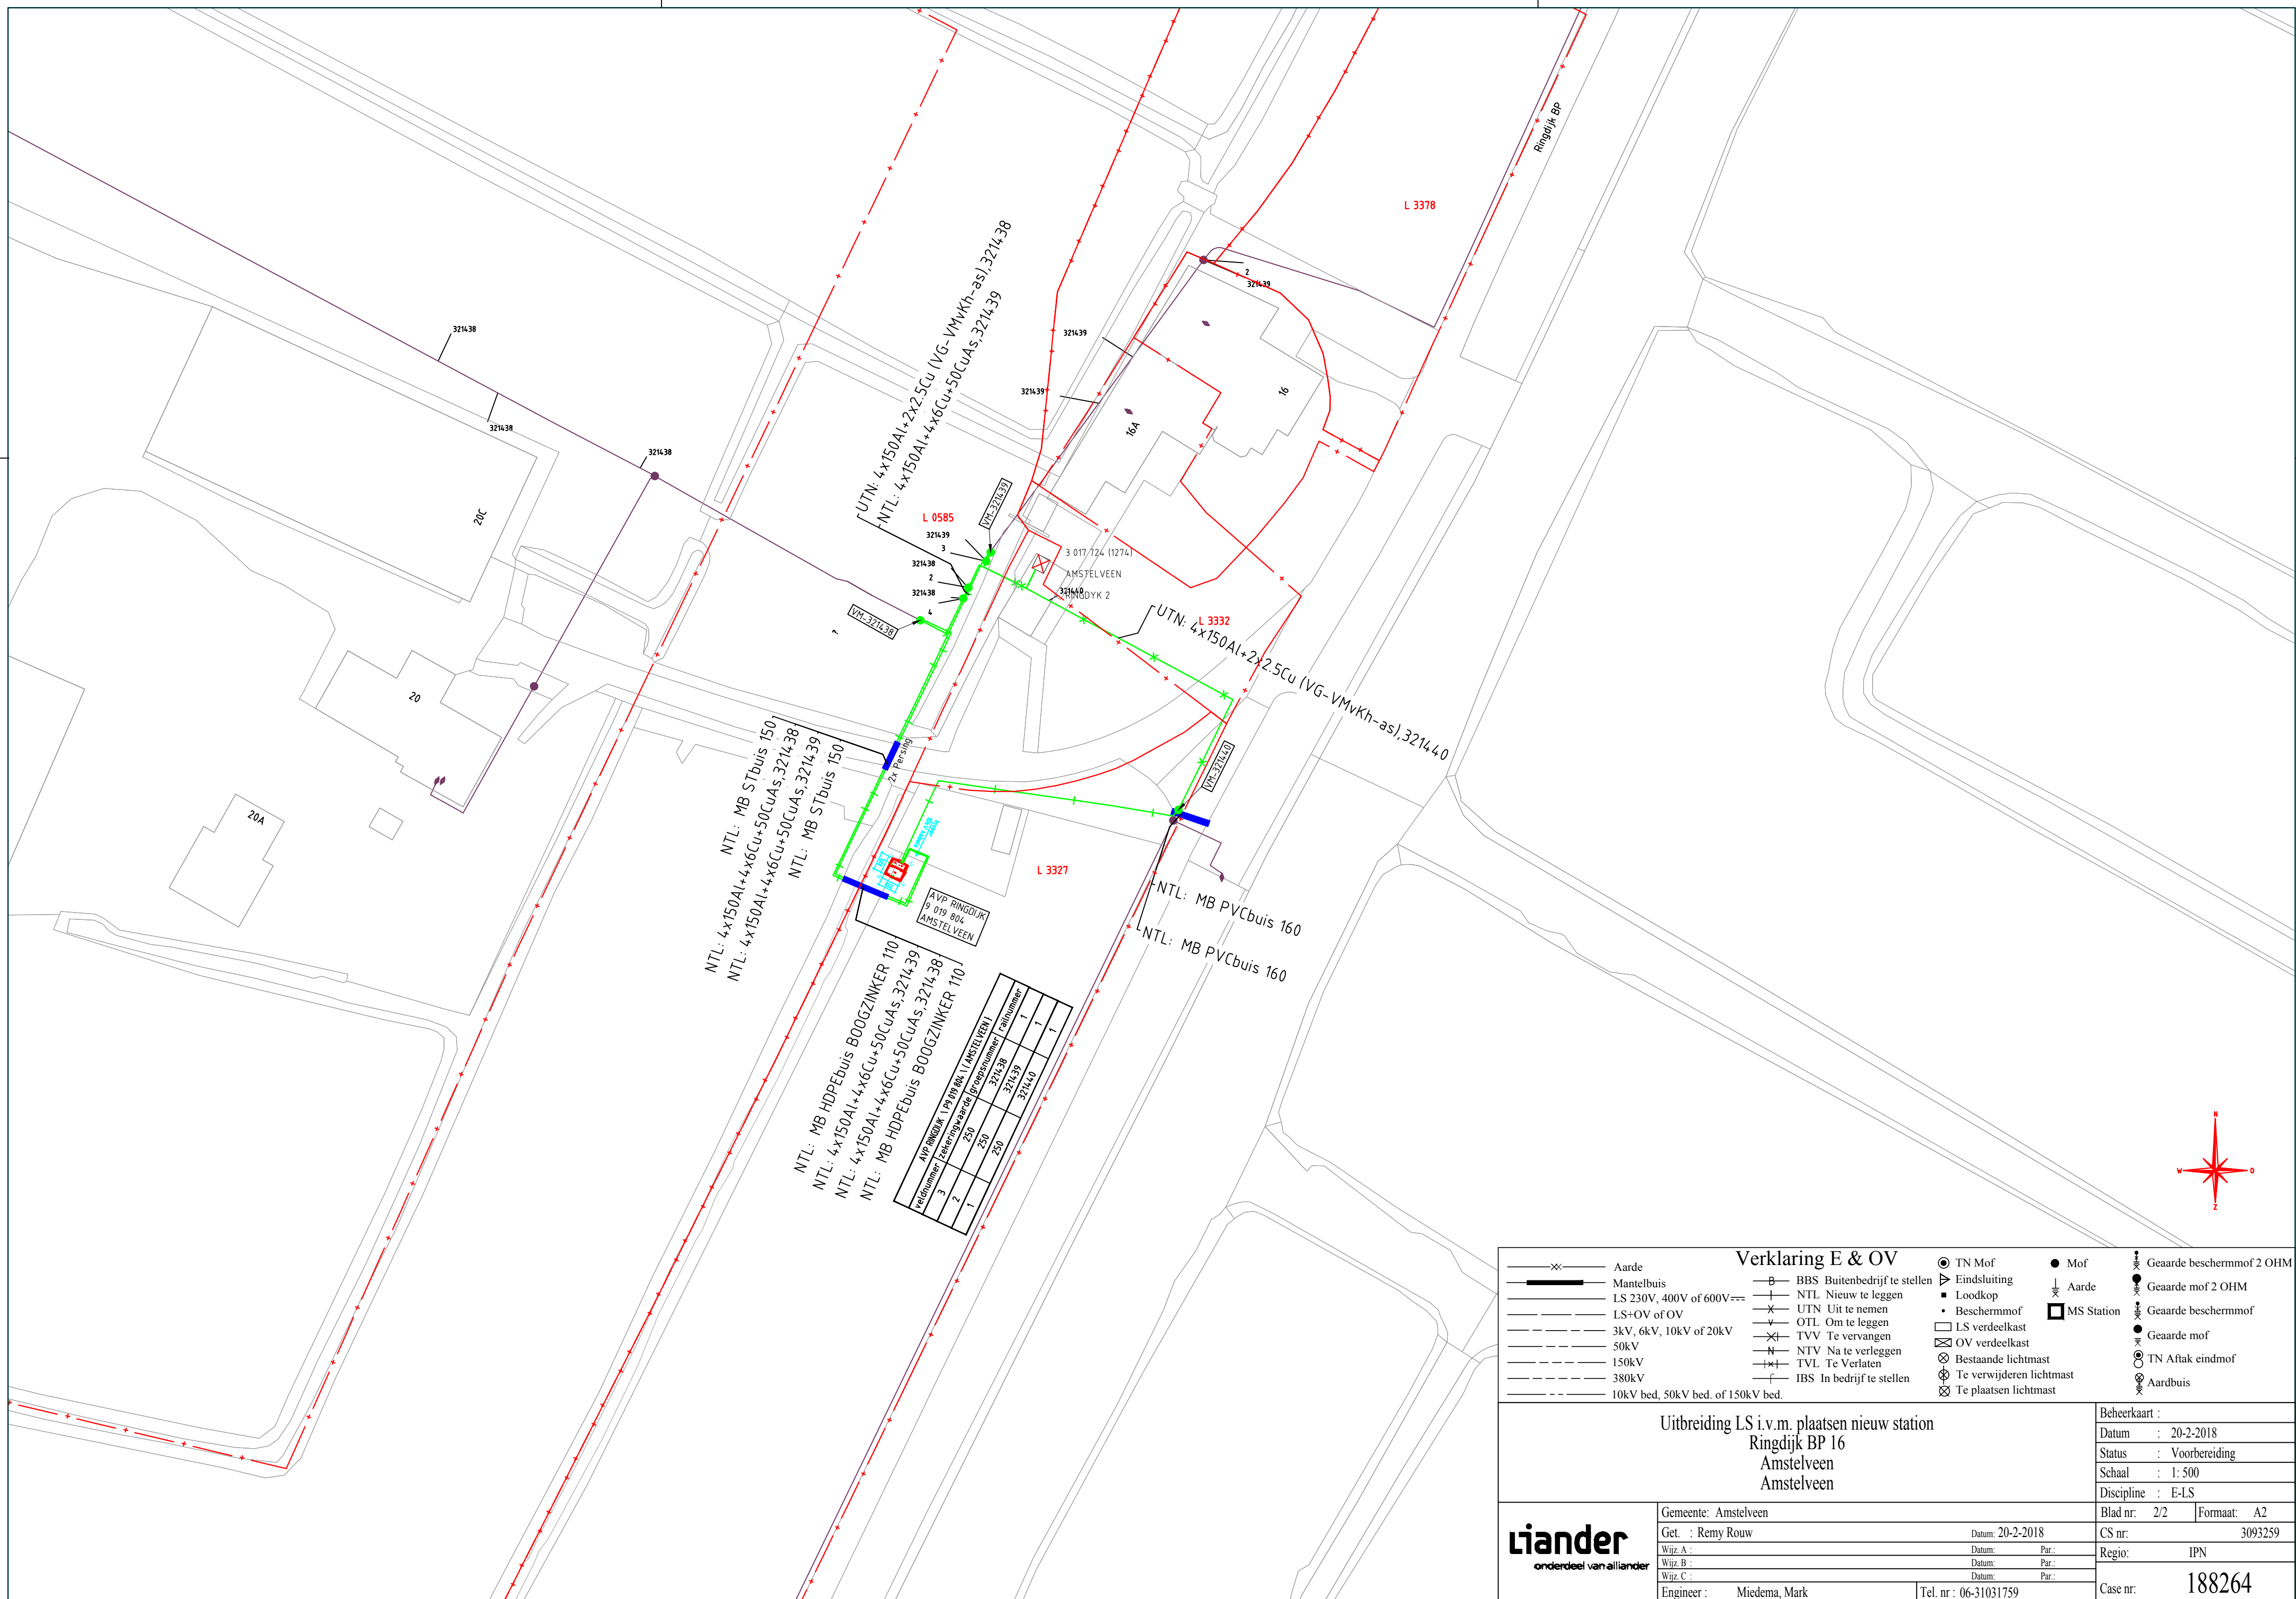 Ringdijk BP
L 3378
2
321439
321438
321438
321438
321439
321439
16
16A
20C
UTN: 4x150Al+2x2.5Cu (VG-VMvKh-as),321438
NTL: 4x150Al+4x6Cu+50CuAs,321439
L 0585
VM-321439
321439
3
321438
2
321438
4
VM-321438
3 017 724 (1274)
AMSTELVEEN
RINGDYK 2
321440
L 3332
UTN: 4x150Al+2x2.5Cu (VG-VMvKh-as),321440
VM-321440
20
20A
2x Persing
NTL: MB STbuis 150
NTL: 4x150Al+4x6Cu+50CuAs,321438
NTL: 4x150Al+4x6Cu+50CuAs,321439
NTL: MB STbuis 150
L 3327
AVP RINGDIJK
9 019 804
AMSTELVEEN
NTL: MB PVCbuis 160
NTL: MB PVCbuis 160
NTL: MB HDPEbuis BOOGZINKER 110
NTL: 4x150Al+4x6Cu+50CuAs,321439
NTL: 4x150Al+4x6Cu+50CuAs,321438
NTL: MB HDPEbuis BOOGZINKER 110
AVP RINGDIJK \ P9 019 804 \ ( AMSTELVEEN )
veldnummer zekeringwaarde groepsnummer railnummer
3 250 321438 1
2 250 321439 1
1 250 321440 1
N
W O
Z
Verklaring E & OV
Aarde
Mantelbuis
LS 230V, 400V of 600V
LS+OV of OV
3kV, 6kV, 10kV of 20kV
50kV
150kV
380kV
10kV bed, 50kV bed. of 150kV bed.
B BBS Buitenbedrijf te stellen
NTL Nieuw te leggen
UTN Uit te nemen
OTL Om te leggen
TVV Te vervangen
N NTV Na te verleggen
TVL Te Verlaten
IBS In bedrijf te stellen
TN Mof
Eindsluiting
Loodkop
Beschermmof
LS verdeelkast
OV verdeelkast
Bestaande lichtmast
Te verwijderen lichtmast
Te plaatsen lichtmast
Mof
Aarde
MS Station
Geaarde beschermmof 2 OHM
Geaarde mof 2 OHM
Geaarde beschermmof
Geaarde mof
TN Aftak eindmof
Aardbuis
Uitbreiding LS i.v.m. plaatsen nieuw station
Ringdijk BP 16
Amstelveen
Amstelveen
Beheerkaart :
Datum : 20-2-2018
Status : Voorbereiding
Schaal : 1: 500
Discipline : E-LS
Blad nr: 2/2 Formaat: A2
CS nr: 3093259
Regio: IPN
Case nr: 188264
Liander
onderdeel van alliander
Gemeente: Amstelveen
Get. : Remy Rouw Datum: 20-2-2018
Wijz. A : Datum: Par.:
Wijz. B : Datum: Par.:
Wijz. C : Datum: Par.:
Engineer : Miedema, Mark Tel. nr : 06-31031759